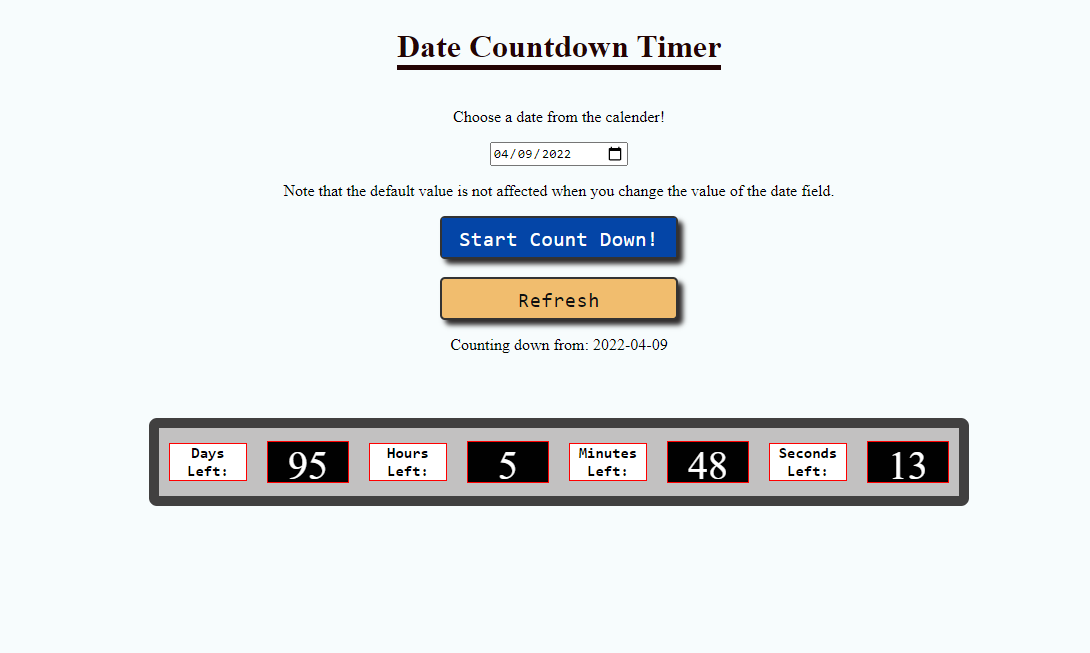 Date Countdown Timer
Choose a date from the calender!
04/09/2022
Note that the default value is not affected when you change the value of the date field.
Start Count Down!
Refresh
Counting down from: 2022-04-09
Days
Left:
95
Hours
Left:
5
Minutes
Left:
48
Seconds
Left:
13